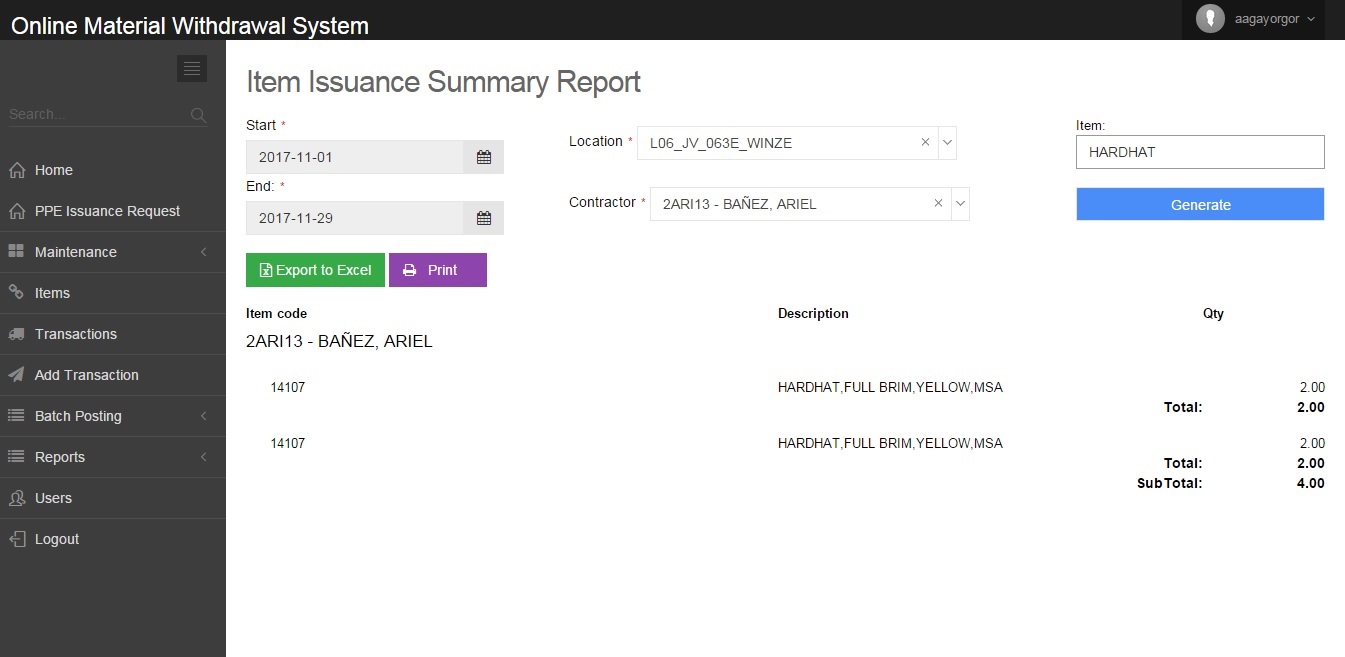 Online Material Withdrawal System
aagayorgor
Search...
Home
PPE Issuance Request
Maintenance
Items
Transactions
Add Transaction
Batch Posting
Reports
Users
Logout
Item Issuance Summary Report
Start *
2017-11-01
End: *
2017-11-29
Location * L06_JV_063E_WINZE ×
Contractor * 2ARI13 - BAÑEZ, ARIEL ×
Item:
HARDHAT
Generate
Export to Excel Print
Item code Description Qty
2ARI13 - BAÑEZ, ARIEL
14107 HARDHAT,FULL BRIM,YELLOW,MSA 2.00
Total: 2.00
14107 HARDHAT,FULL BRIM,YELLOW,MSA 2.00
Total: 2.00
SubTotal: 4.00